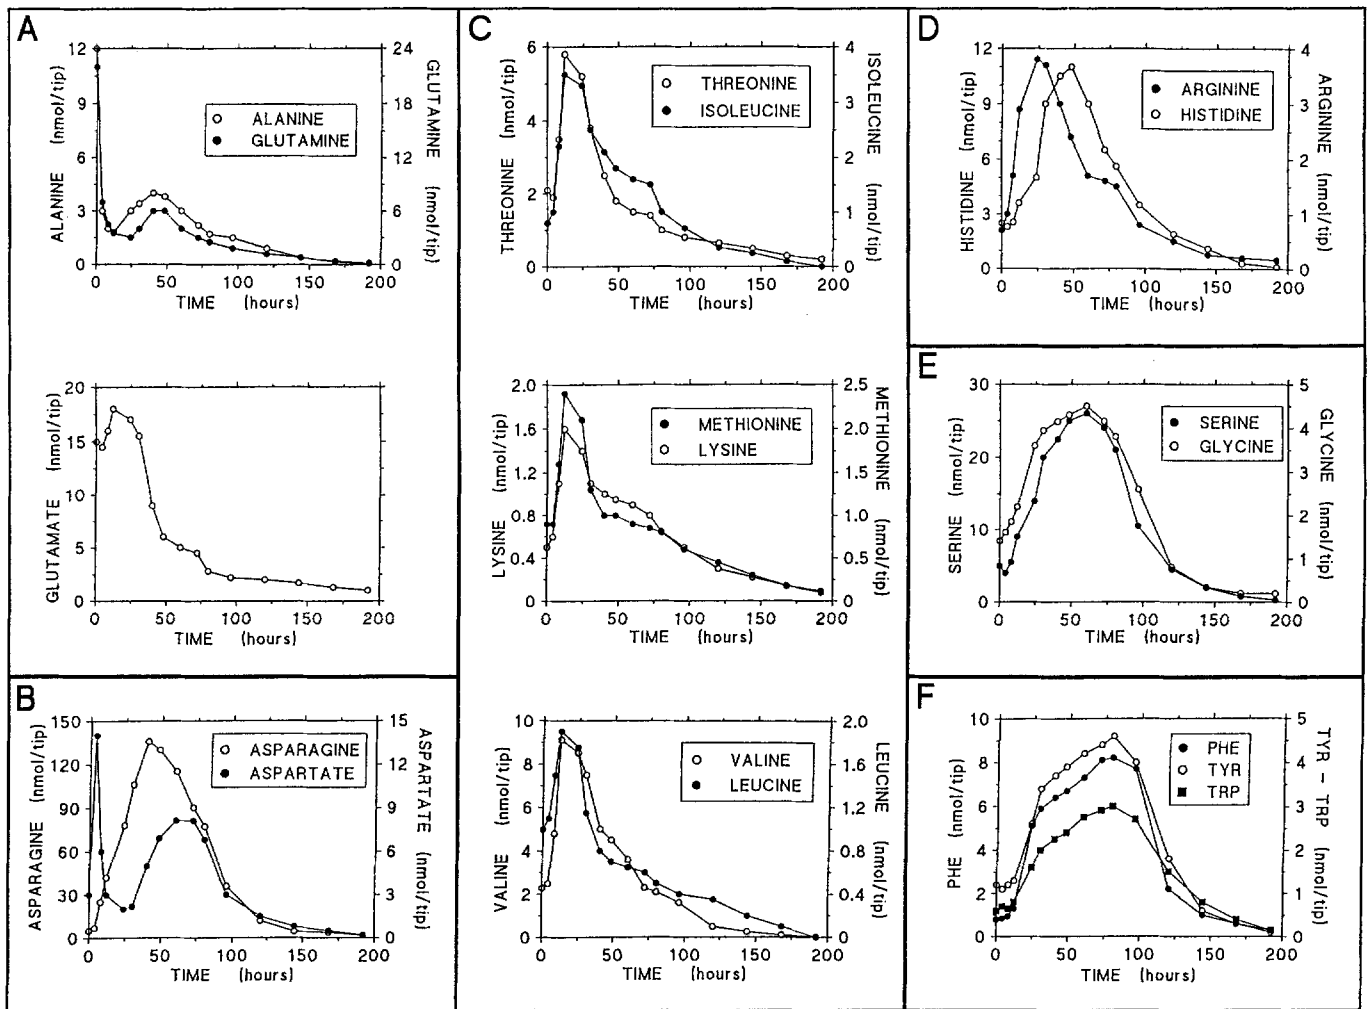 A
ALANINE (nmol/tip)
12
9
6
3
0
24
18
12
6
0
GLUTAMINE (nmol/tip)
ALANINE
GLUTAMINE
0 50 100 150 200
TIME (hours)
GLUTAMATE (nmol/tip)
20
15
10
5
0
0 50 100 150 200
TIME (hours)
B
ASPARAGINE (nmol/tip)
150
120
90
60
30
0
15
12
9
6
3
0
ASPARTATE (nmol/tip)
ASPARAGINE
ASPARTATE
0 50 100 150 200
TIME (hours)
C
THREONINE (nmol/tip)
6
4
2
0
4
3
2
1
0
ISOLEUCINE (nmol/tip)
THREONINE
ISOLEUCINE
0 50 100 150 200
TIME (hours)
LYSINE (nmol/tip)
2.0
1.6
1.2
0.8
0.4
0
2.5
2.0
1.5
1.0
0.5
0
METHIONINE (nmol/tip)
METHIONINE
LYSINE
0 50 100 150 200
TIME (hours)
VALINE (nmol/tip)
10
8
6
4
2
0
2.0
1.6
1.2
0.8
0.4
0
LEUCINE (nmol/tip)
VALINE
LEUCINE
0 50 100 150 200
TIME (hours)
D
HISTIDINE (nmol/tip)
12
9
6
3
0
4
3
2
1
0
ARGININE (nmol/tip)
ARGININE
HISTIDINE
0 50 100 150 200
TIME (hours)
E
SERINE (nmol/tip)
30
20
10
0
5
4
3
2
1
0
GLYCINE (nmol/tip)
SERINE
GLYCINE
0 50 100 150 200
TIME (hours)
F
PHE (nmol/tip)
10
8
6
4
2
0
5
4
3
2
1
0
TYR - TRP (nmol/tip)
PHE
TYR
TRP
0 50 100 150 200
TIME (hours)